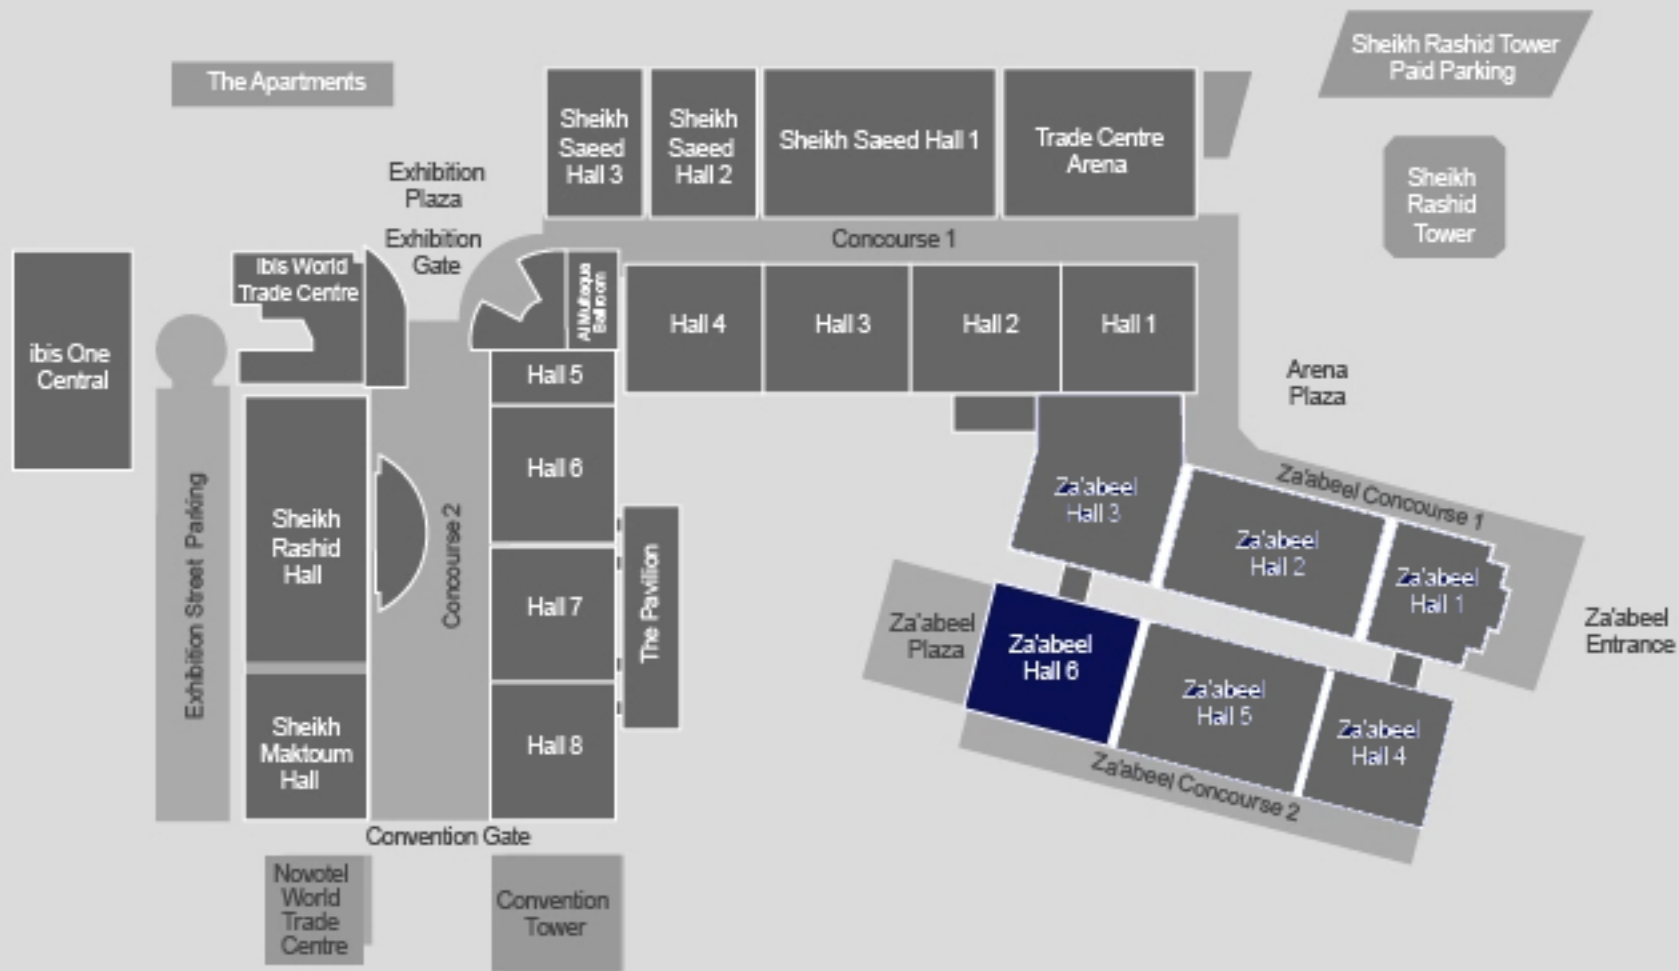 The Apartments
Sheikh
Saeed
Hall 3
Sheikh
Saeed
Hall 2
Sheikh Saeed Hall 1
Trade Centre
Arena
Sheikh Rashid Tower
Paid Parking
Sheikh
Rashid
Tower
Exhibition
Plaza
Exhibition
Gate
Concourse 1
ibis One
Central
Ibis World
Trade Centre
Al Multaqua
Ballroom
Hall 4
Hall 3
Hall 2
Hall 1
Arena
Plaza
Hall 5
Hall 6
Hall 7
Hall 8
Exhibition Street Parking
Sheikh
Rashid
Hall
Concourse 2
The Pavilion
Sheikh
Maktoum
Hall
Za'abeel
Hall 3
Za'abeel Concourse 1
Za'abeel
Hall 2
Za'abeel
Hall 1
Za'abeel
Entrance
Za'abeel
Plaza
Za'abeel
Hall 6
Za'abeel
Hall 5
Za'abeel
Hall 4
Za'abeel Concourse 2
Convention Gate
Novotel
World
Trade
Centre
Convention
Tower